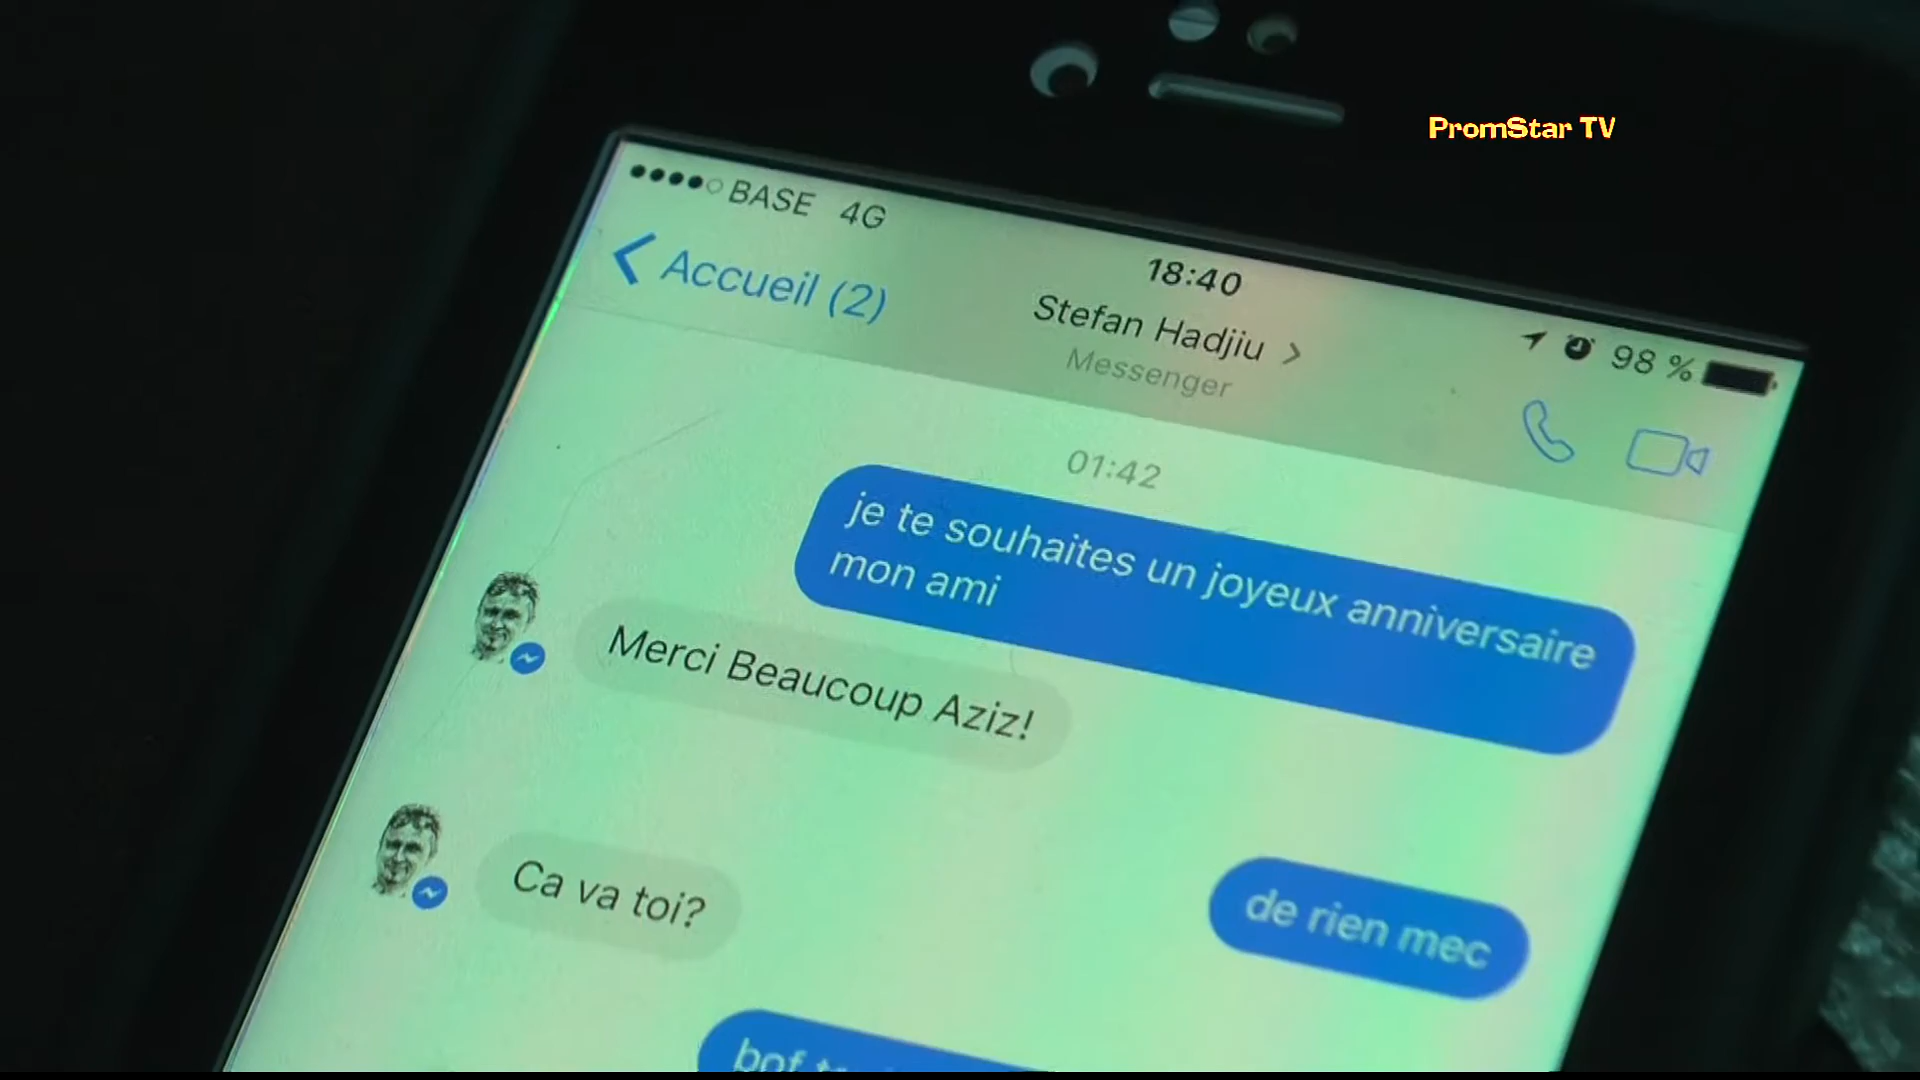 PromStar TV
BASE 4G
18:40
98 %
Accueil (2)
Stefan Hadjiu
Messenger
01:42
je te souhaites un joyeux anniversaire
mon ami
Merci Beaucoup Aziz!
de rien mec
Ca va toi?
bof